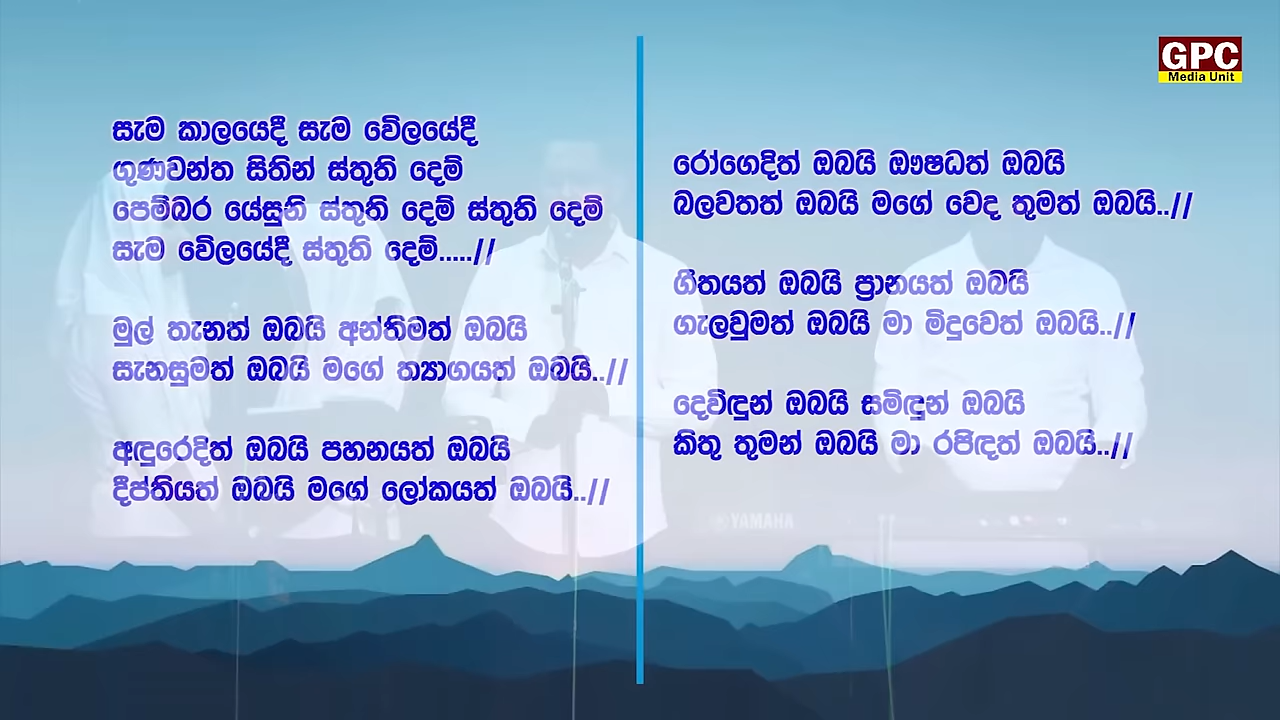 සැම කාලයෙදී සැම වේලයේදී
ගුණවන්ත සිතින් ස්තුති දෙම්
පෙම්බර යේසුනි ස්තුති දෙම් ස්තුති දෙම්
සැම වේලයේදී ස්තුති දෙම්.....//
මුල් තැනත් ඔබයි අන්තිමත් ඔබයි
සැනසුමත් ඔබයි මගේ ත්‍යාගයත් ඔබයි..//
අඳුරෙදිත් ඔබයි පහනයත් ඔබයි
දීප්තියත් ඔබයි මගේ ලෝකයත් ඔබයි..//
GPC
Media Unit
රෝගෙදිත් ඔබයි ඖෂධත් ඔබයි
බලවතත් ඔබයි මගේ වෙද තුමත් ඔබයි..//
ගීතයත් ඔබයි ප්‍රානයත් ඔබයි
ගැලවුමත් ඔබයි මා මිදුවෙත් ඔබයි..//
දෙවිඳුන් ඔබයි සමිඳුන් ඔබයි
කිතු තුමන් ඔබයි මා රජිඳත් ඔබයි..//
YAMAHA